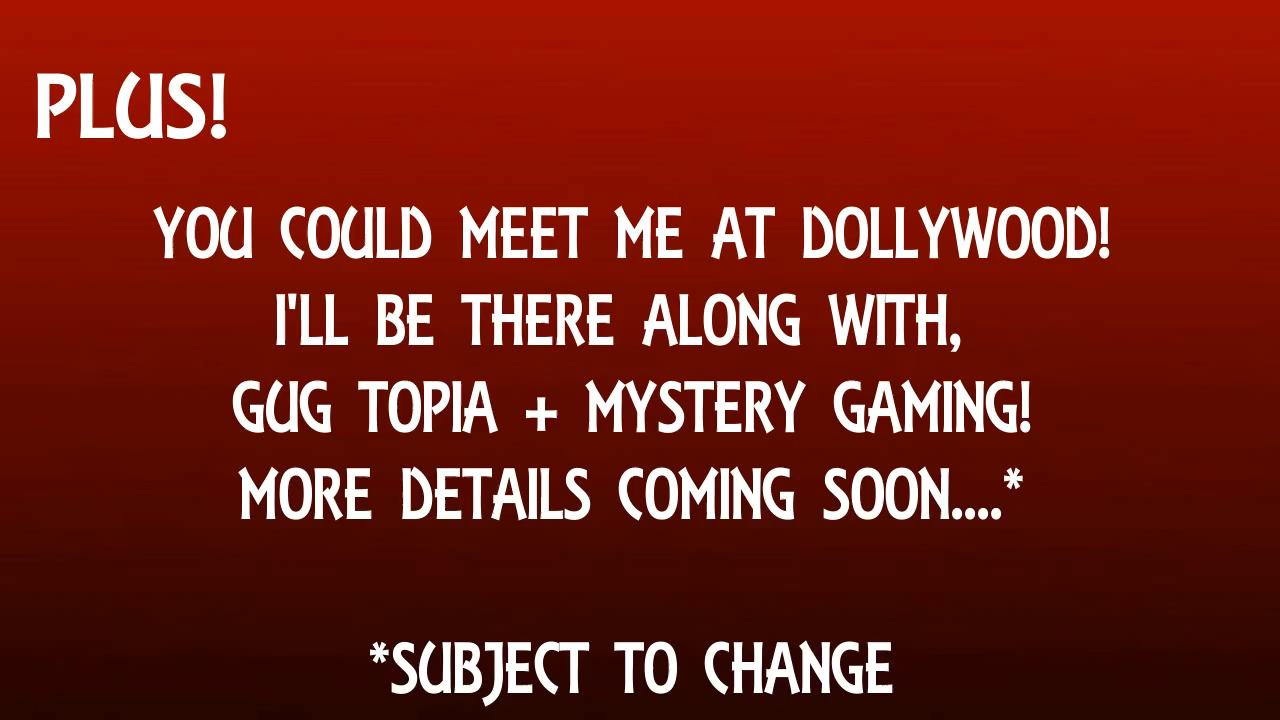 PLUS!
YOU COULD MEET ME AT DOLLYWOOD!
I'LL BE THERE ALONG WITH,
GUG TOPIA + MYSTERY GAMING!
MORE DETAILS COMING SOON....*
*SUBJECT TO CHANGE